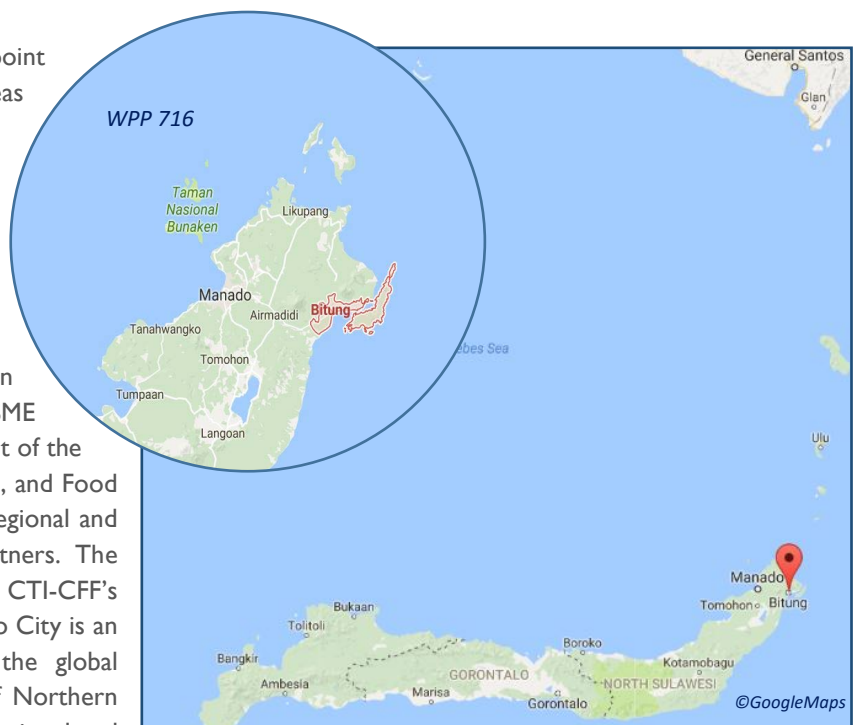 point
eas
n
SME
t of the
, and Food
egional and
tners. The
CTI-CFF's
o City is an
the global
f Northern
WPP 716
Taman
Nasional
Bunaken
Likupang
Manado
Airmadidi
Bitung
Tanahwangko
Tomohon
Tumpaan
Langoan
General Santos
Glan
ebes Sea
Ulu
Manado
Tomohon
Bitung
Bukaan
Tolitoli
Boroko
Bangkir
Kotamobagu
GORONTALO
NORTH SULAWESI
Ambesia
Marisa
Gorontalo
©GoogleMaps